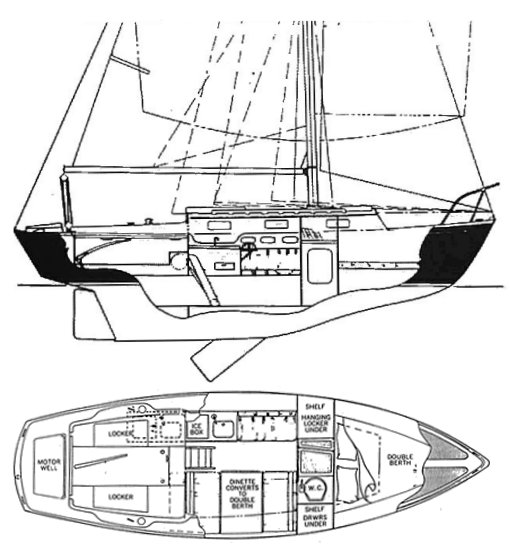 SHELF
HANGING
LOCKER
UNDER
LOCKER
ICE
BOX
MOTOR
WELL
DOUBLE
BERTH
DINETTE
CONVERTS
TO
DOUBLE
BERTH
W.C.
LOCKER
SHELF
DRWRS
UNDER